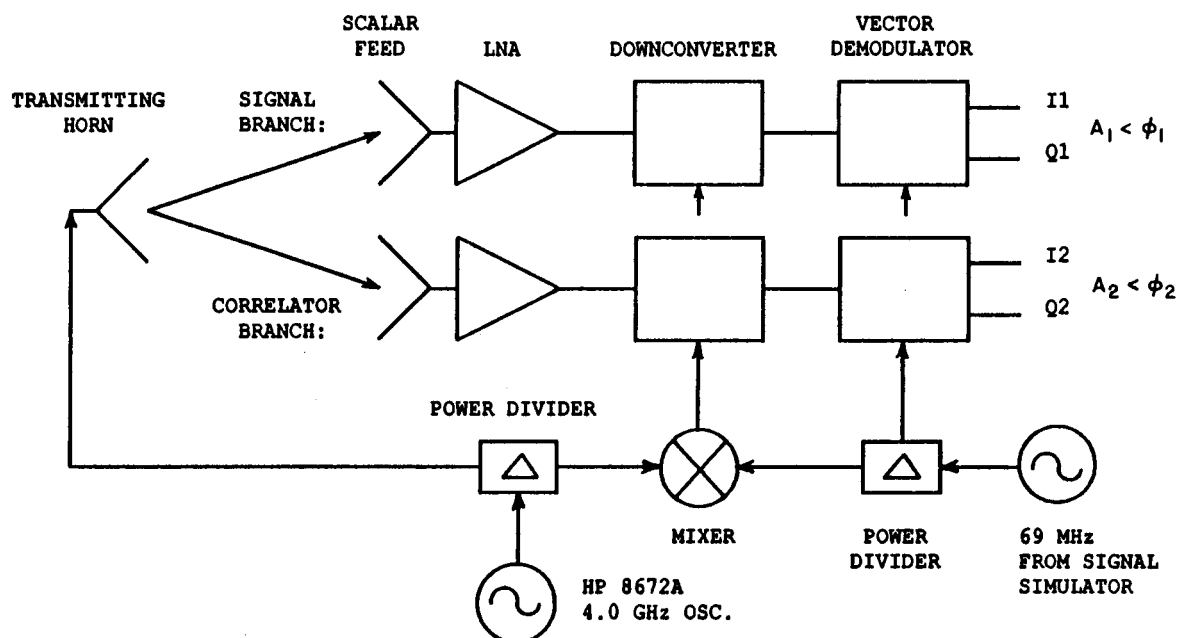 SCALAR
FEED
LNA
DOWNCONVERTER
VECTOR
DEMODULATOR
TRANSMITTING
HORN
SIGNAL
BRANCH:
I1
Q1
A₁ < ϕ₁
CORRELATOR
BRANCH:
I2
Q2
A₂ < ϕ₂
POWER DIVIDER
MIXER
POWER
DIVIDER
69 MHz
FROM SIGNAL
SIMULATOR
HP 8672A
4.0 GHz OSC.